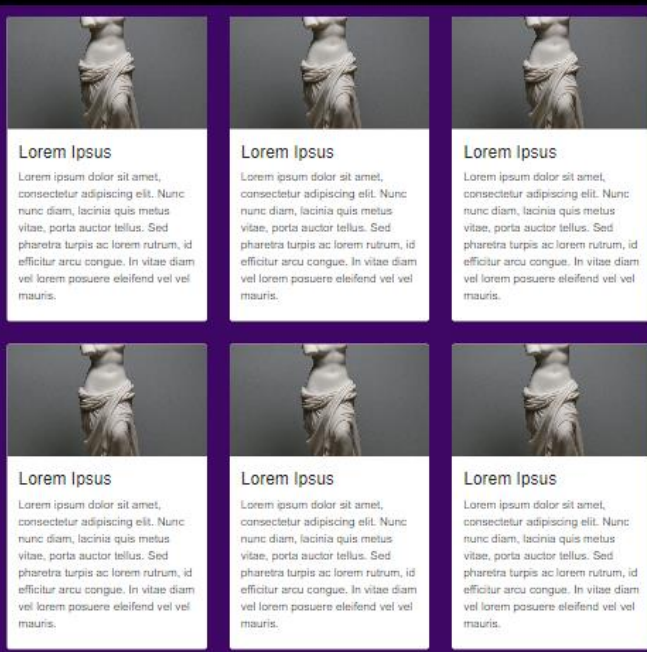 Lorem Ipsus
Lorem ipsum dolor sit amet,
consectetur adipiscing elit. Nunc
nunc diam, lacinia quis metus
vitae, porta auctor tellus. Sed
pharetra turpis ac lorem rutrum, id
efficitur arcu congue. In vitae diam
vel lorem posuere eleifend vel vel
mauris.
Lorem Ipsus
Lorem ipsum dolor sit amet,
consectetur adipiscing elit. Nunc
nunc diam, lacinia quis metus
vitae, porta auctor tellus. Sed
pharetra turpis ac lorem rutrum, id
efficitur arcu congue. In vitae diam
vel lorem posuere eleifend vel vel
mauris.
Lorem Ipsus
Lorem ipsum dolor sit amet,
consectetur adipiscing elit. Nunc
nunc diam, lacinia quis metus
vitae, porta auctor tellus. Sed
pharetra turpis ac lorem rutrum, id
efficitur arcu congue. In vitae diam
vel lorem posuere eleifend vel vel
mauris.
Lorem Ipsus
Lorem ipsum dolor sit amet,
consectetur adipiscing elit. Nunc
nunc diam, lacinia quis metus
vitae, porta auctor tellus. Sed
pharetra turpis ac lorem rutrum, id
efficitur arcu congue. In vitae diam
vel lorem posuere eleifend vel vel
mauris.
Lorem Ipsus
Lorem ipsum dolor sit amet,
consectetur adipiscing elit. Nunc
nunc diam, lacinia quis metus
vitae, porta auctor tellus. Sed
pharetra turpis ac lorem rutrum, id
efficitur arcu congue. In vitae diam
vel lorem posuere eleifend vel vel
mauris.
Lorem Ipsus
Lorem ipsum dolor sit amet,
consectetur adipiscing elit. Nunc
nunc diam, lacinia quis metus
vitae, porta auctor tellus. Sed
pharetra turpis ac lorem rutrum, id
efficitur arcu congue. In vitae diam
vel lorem posuere eleifend vel vel
mauris.